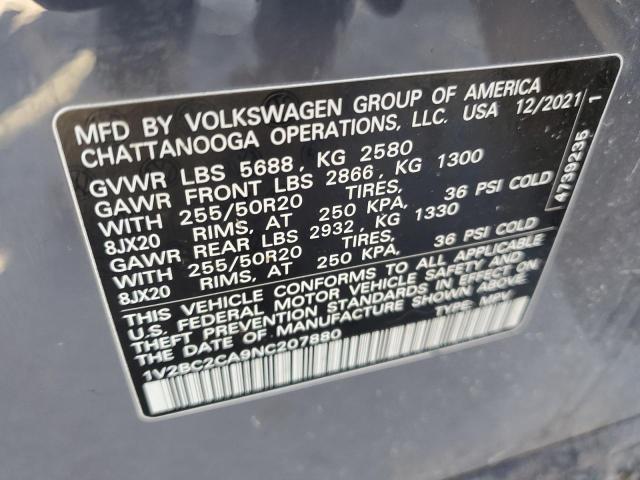 MFD BY VOLKSWAGEN GROUP OF AMERICA
CHATTANOOGA OPERATIONS, LLC. USA 12/2021 1
GVWR LBS 5688, KG 2580
GAWR FRONT LBS 2866, KG 1300
WITH 255/50R20 TIRES,
8JX20 RIMS, AT 250 KPA, 36 PSI COLD
GAWR REAR LBS 2932, KG 1330
WITH 255/50R20 TIRES,
8JX20 RIMS, AT 250 KPA, 36 PSI COLD
THIS VEHICLE CONFORMS TO ALL APPLICABLE
U.S. FEDERAL MOTOR VEHICLE SAFETY AND
THEFT PREVENTION STANDARDS IN EFFECT ON
THE DATE OF MANUFACTURE SHOWN ABOVE.
1V2BC2CA9NC207880 TYPE: MPV
4739235